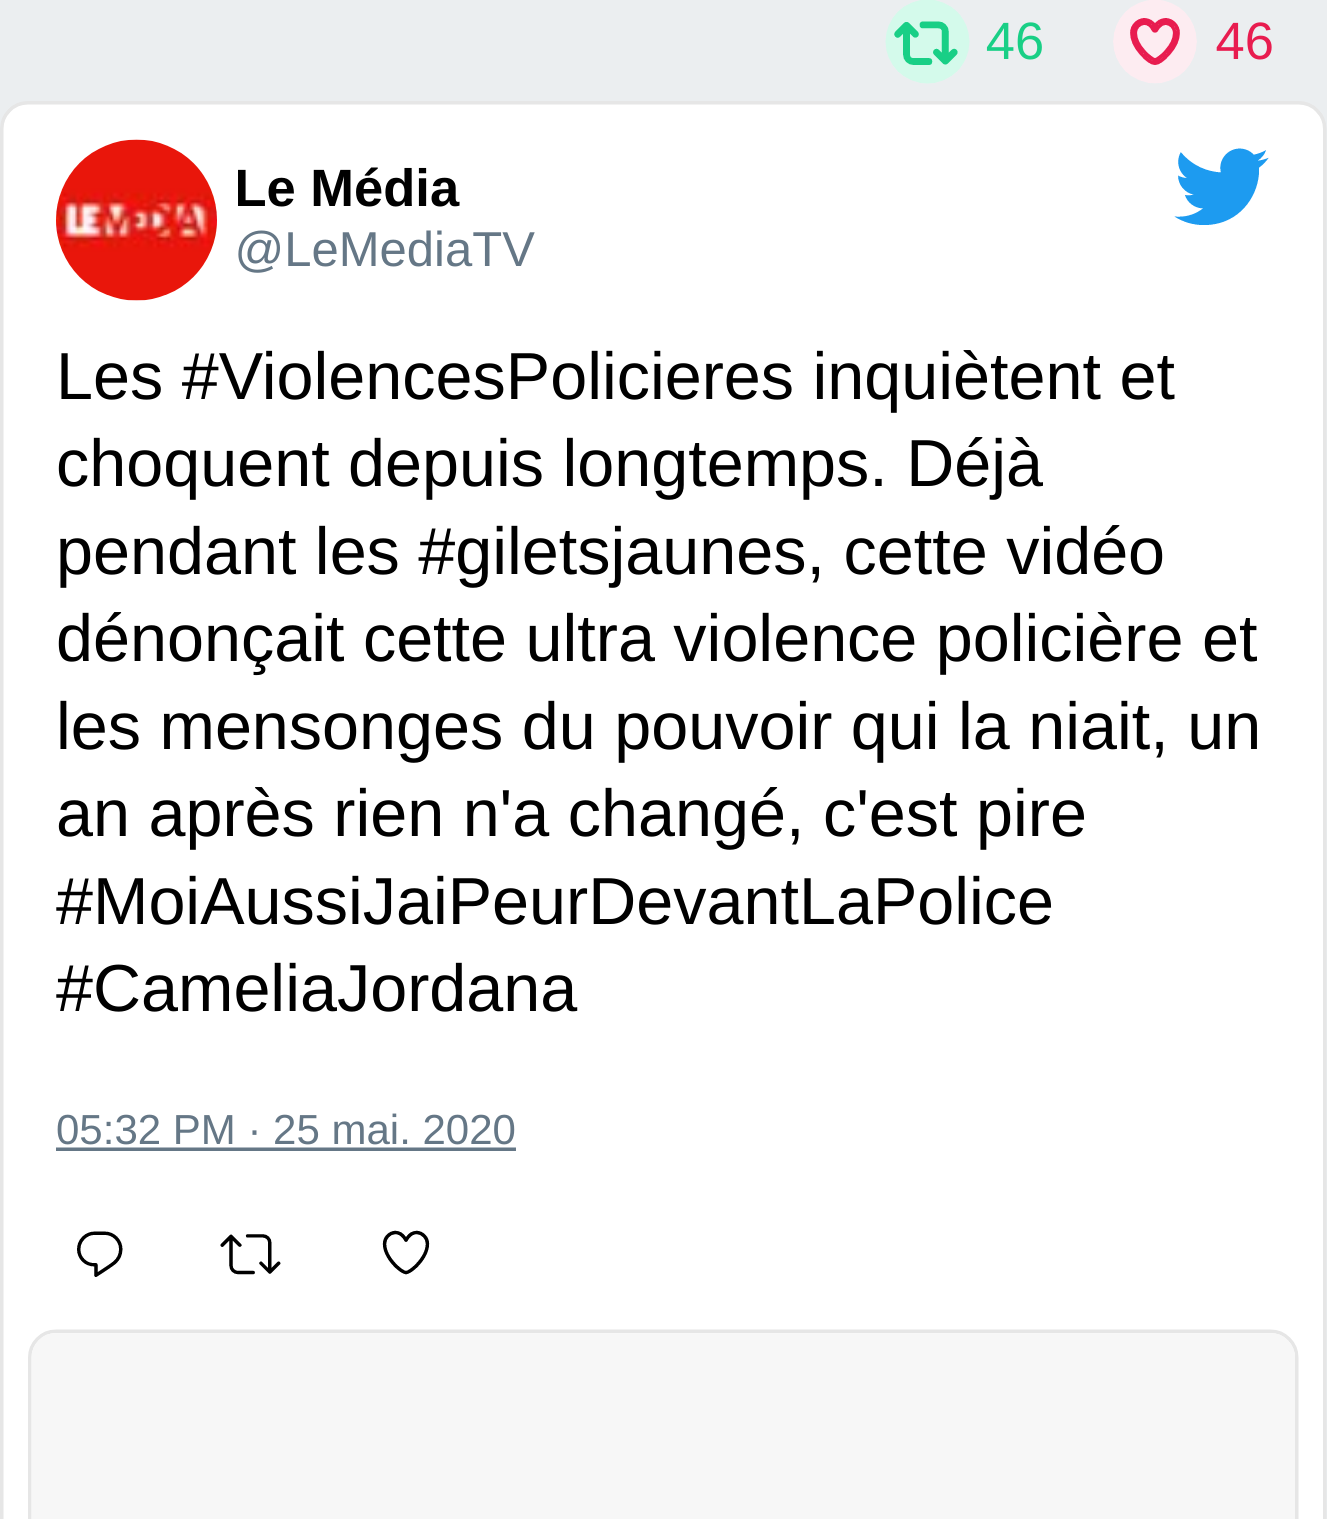 46 46
LE MEDIA
Le Média
@LeMediaTV
Les #ViolencesPolicieres inquiètent et
choquent depuis longtemps. Déjà
pendant les #giletsjaunes, cette vidéo
dénonçait cette ultra violence policière et
les mensonges du pouvoir qui la niait, un
an après rien n'a changé, c'est pire
#MoiAussiJaiPeurDevantLaPolice
#CameliaJordana
05:32 PM · 25 mai. 2020